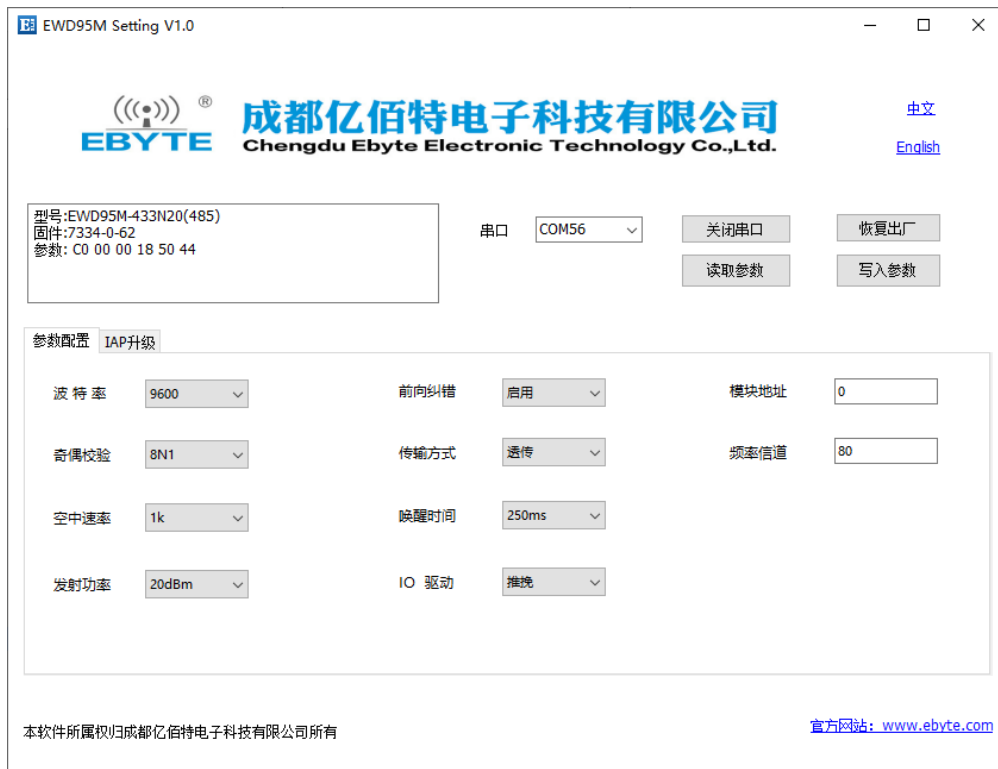 EWD95M Setting V1.0
®
EBYTE
成都亿佰特电子科技有限公司
Chengdu Ebyte Electronic Technology Co.,Ltd.
中文
English
型号:EWD95M-433N20(485)
固件:7334-0-62
参数: C0 00 00 18 50 44
串口 COM56 关闭串口 恢复出厂
读取参数 写入参数
参数配置 IAP升级
波 特 率 9600 前向纠错 启用 模块地址 0
奇偶校验 8N1 传输方式 透传 频率信道 80
空中速率 1k 唤醒时间 250ms
发射功率 20dBm IO 驱动 推挽
本软件所属权归成都亿佰特电子科技有限公司所有
官方网站：www.ebyte.com